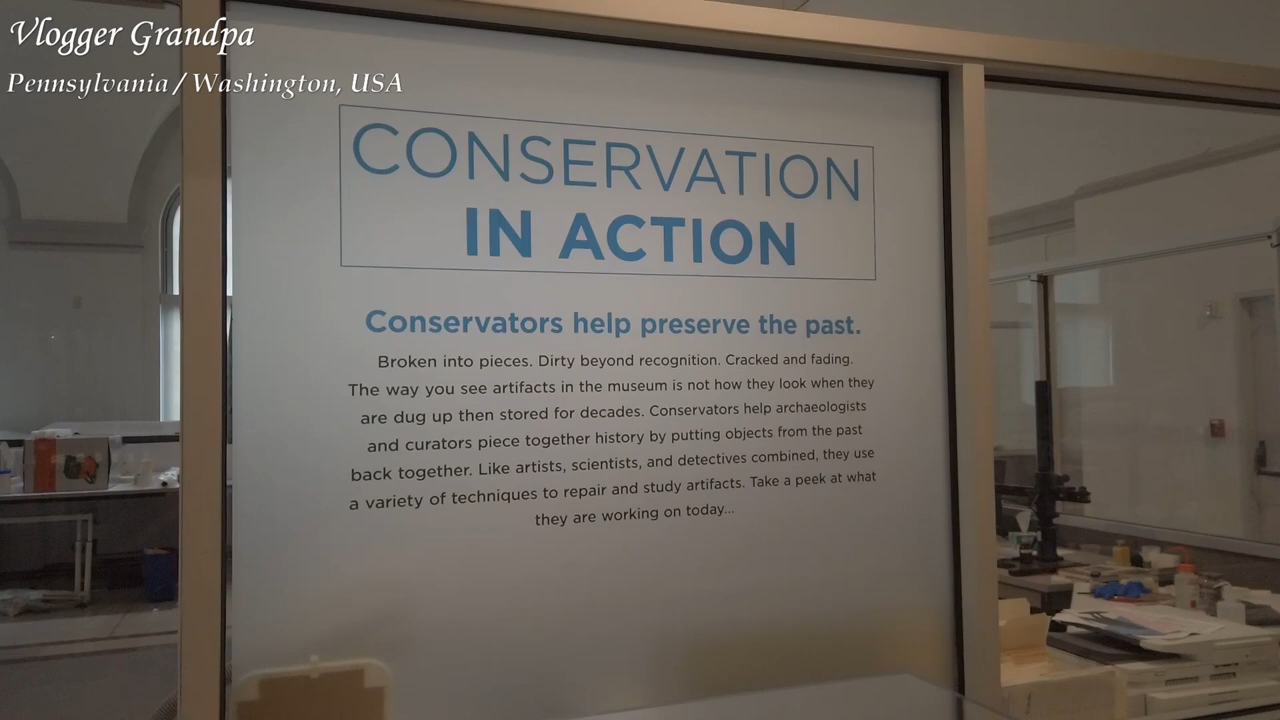 Vlogger Grandpa
Pennsylvania / Washington, USA
CONSERVATION
IN ACTION
Conservators help preserve the past.
Broken into pieces. Dirty beyond recognition. Cracked and fading.
The way you see artifacts in the museum is not how they look when they
are dug up then stored for decades. Conservators help archaeologists
and curators piece together history by putting objects from the past
back together. Like artists, scientists, and detectives combined, they use
a variety of techniques to repair and study artifacts. Take a peek at what
they are working on today...